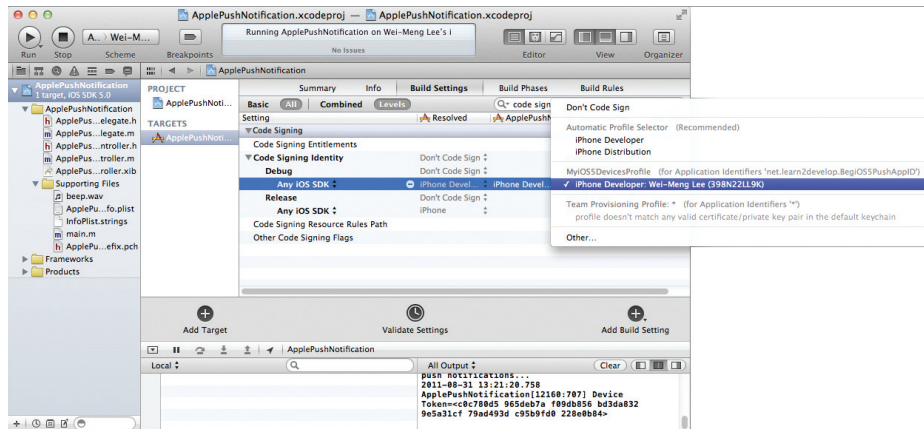 ApplePushNotification.xcodeproj — ApplePushNotification.xcodeproj
Run Stop
A.. Wei-M...
Scheme
Breakpoints
Running ApplePushNotification on Wei-Meng Lee's i
No Issues
Editor View Organizer
ApplePushNotification
ApplePushNotification
1 target, iOS SDK 5.0
ApplePushNotification
ApplePus...elegate.h
ApplePus...legate.m
ApplePus...ntroller.h
ApplePus...troller.m
ApplePus...roller.xib
Supporting Files
beep.wav
ApplePu...fo.plist
InfoPlist.strings
main.m
ApplePu...efix.pch
Frameworks
Products
PROJECT
ApplePushNoti...
TARGETS
ApplePushNoti...
Summary Info Build Settings Build Phases Build Rules
Basic All Combined Levels
code sign
Setting Resolved ApplePushN
Code Signing
Code Signing Entitlements
Code Signing Identity Don't Code Sign
Debug Don't Code Sign
Any iOS SDK iPhone Devel... iPhone Devel...
Release Don't Code Sign
Any iOS SDK iPhone
Code Signing Resource Rules Path
Other Code Signing Flags
Don't Code Sign
Automatic Profile Selector (Recommended)
iPhone Developer
iPhone Distribution
MyiOS5DevicesProfile (for Application Identifiers 'net.learn2develop.BegiOS5PushAppID')
✓ iPhone Developer: Wei-Meng Lee (398N22LL9K)
Team Provisioning Profile: * (for Application Identifiers '*')
profile doesn't match any valid certificate/private key pair in the default keychain
Other...
Add Target Validate Settings Add Build Setting
ApplePushNotification
Local All Output Clear
push notifications...
2011-08-31 13:21:20.758
ApplePushNotification[12160:707] Device
Token=<c0c780d5 965deb7a f09db856 bd3da832
9e5a31cf 79ad493d c95b9fd0 228e0b84>